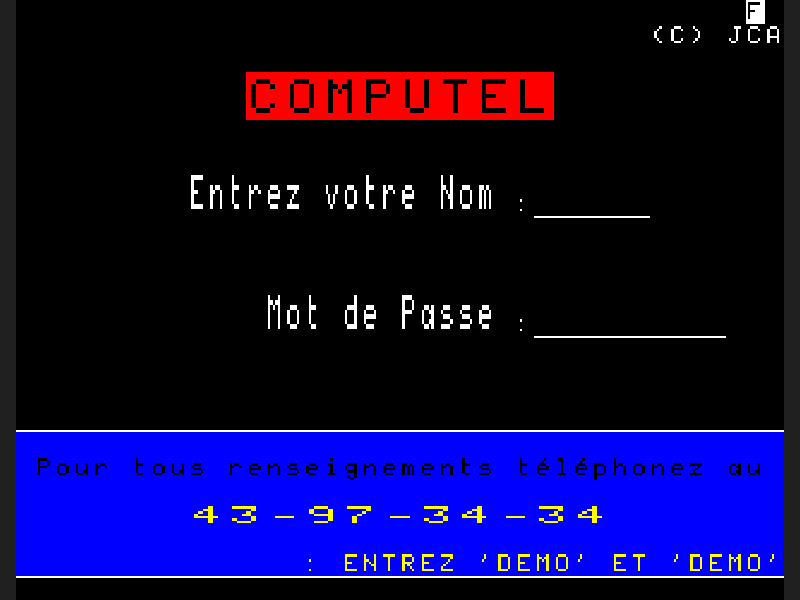 F
(C) JCA
COMPUTEL
Entrez votre Nom :______
Mot de Passe :__________
Pour tous renseignements téléphonez au
43-97-34-34
: ENTREZ 'DEMO' ET 'DEMO'